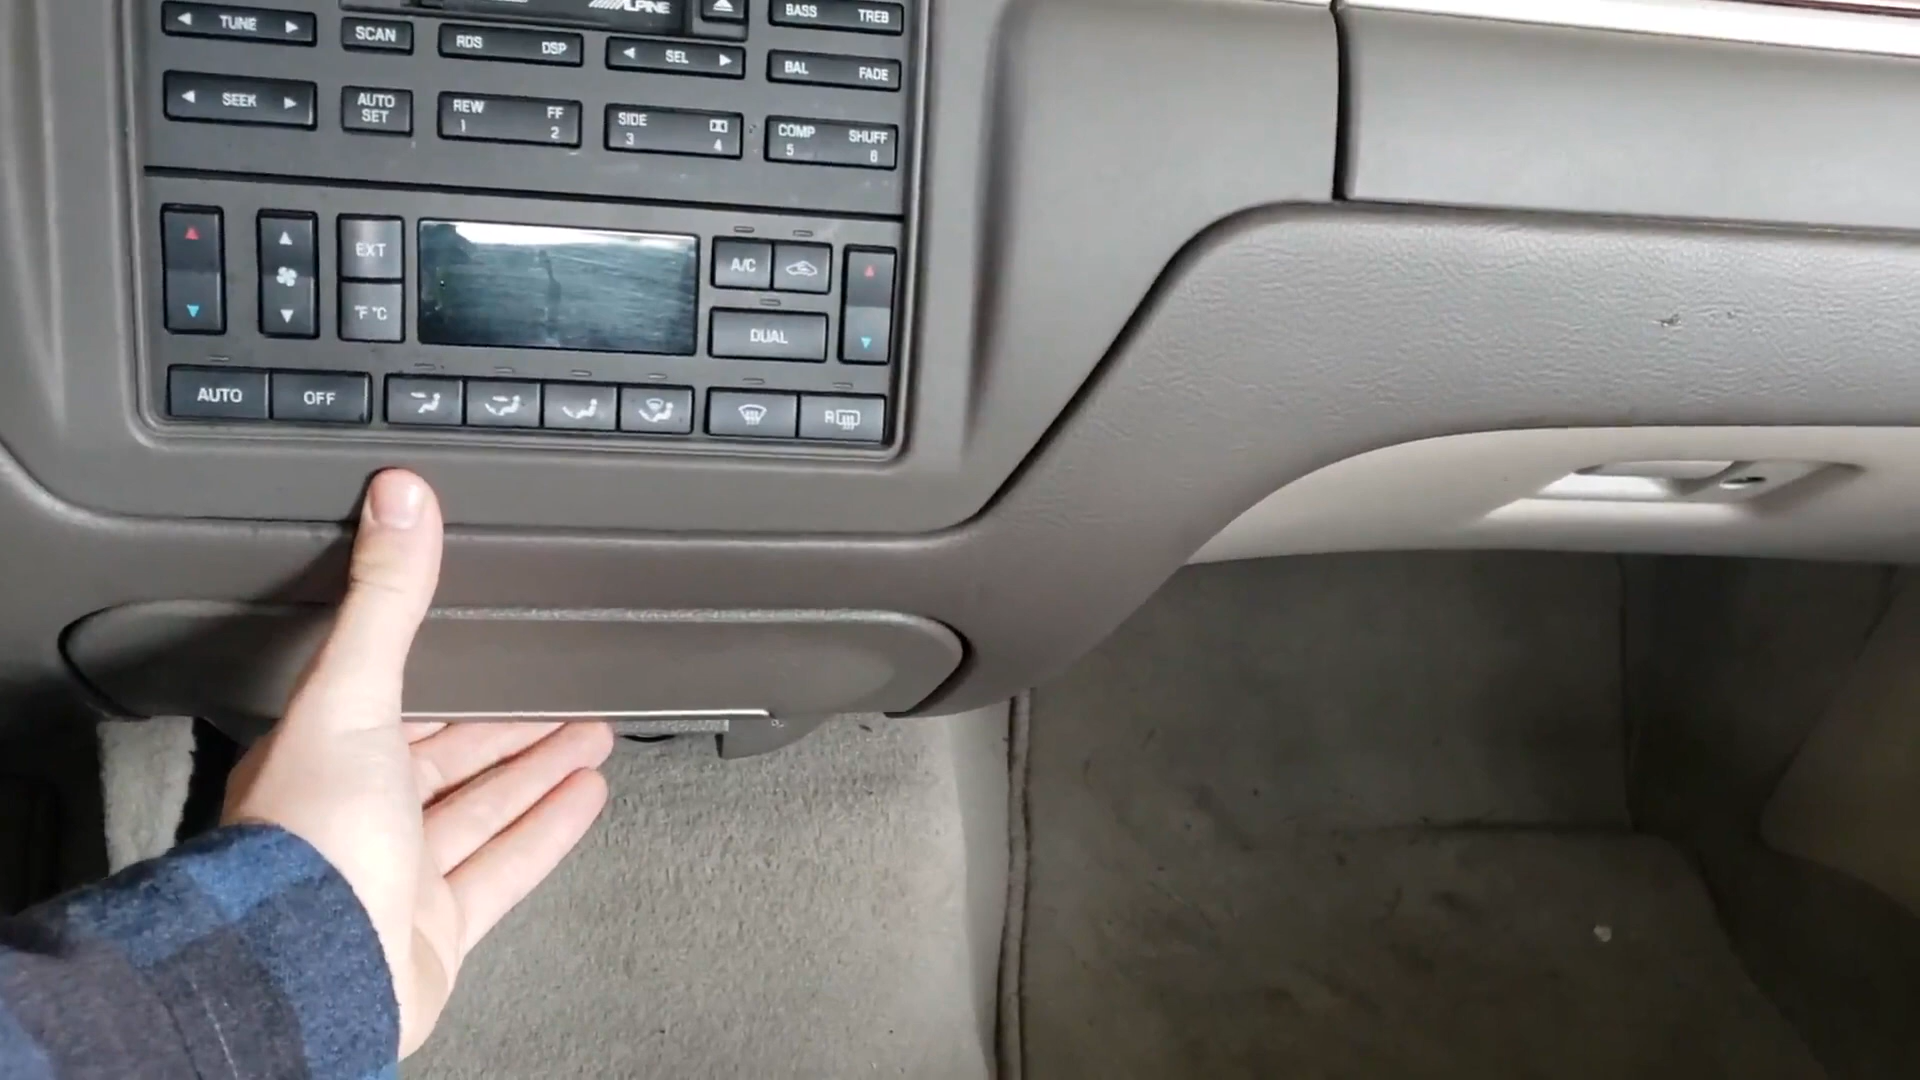 ALPINE
BASS TREB
TUNE
SCAN
RDS DSP
SEL
BAL FADE
SEEK
AUTO
SET
REW FF
1 2
SIDE
3 4
COMP SHUFF
5 6
EXT
°F °C
A/C
DUAL
AUTO
OFF
R